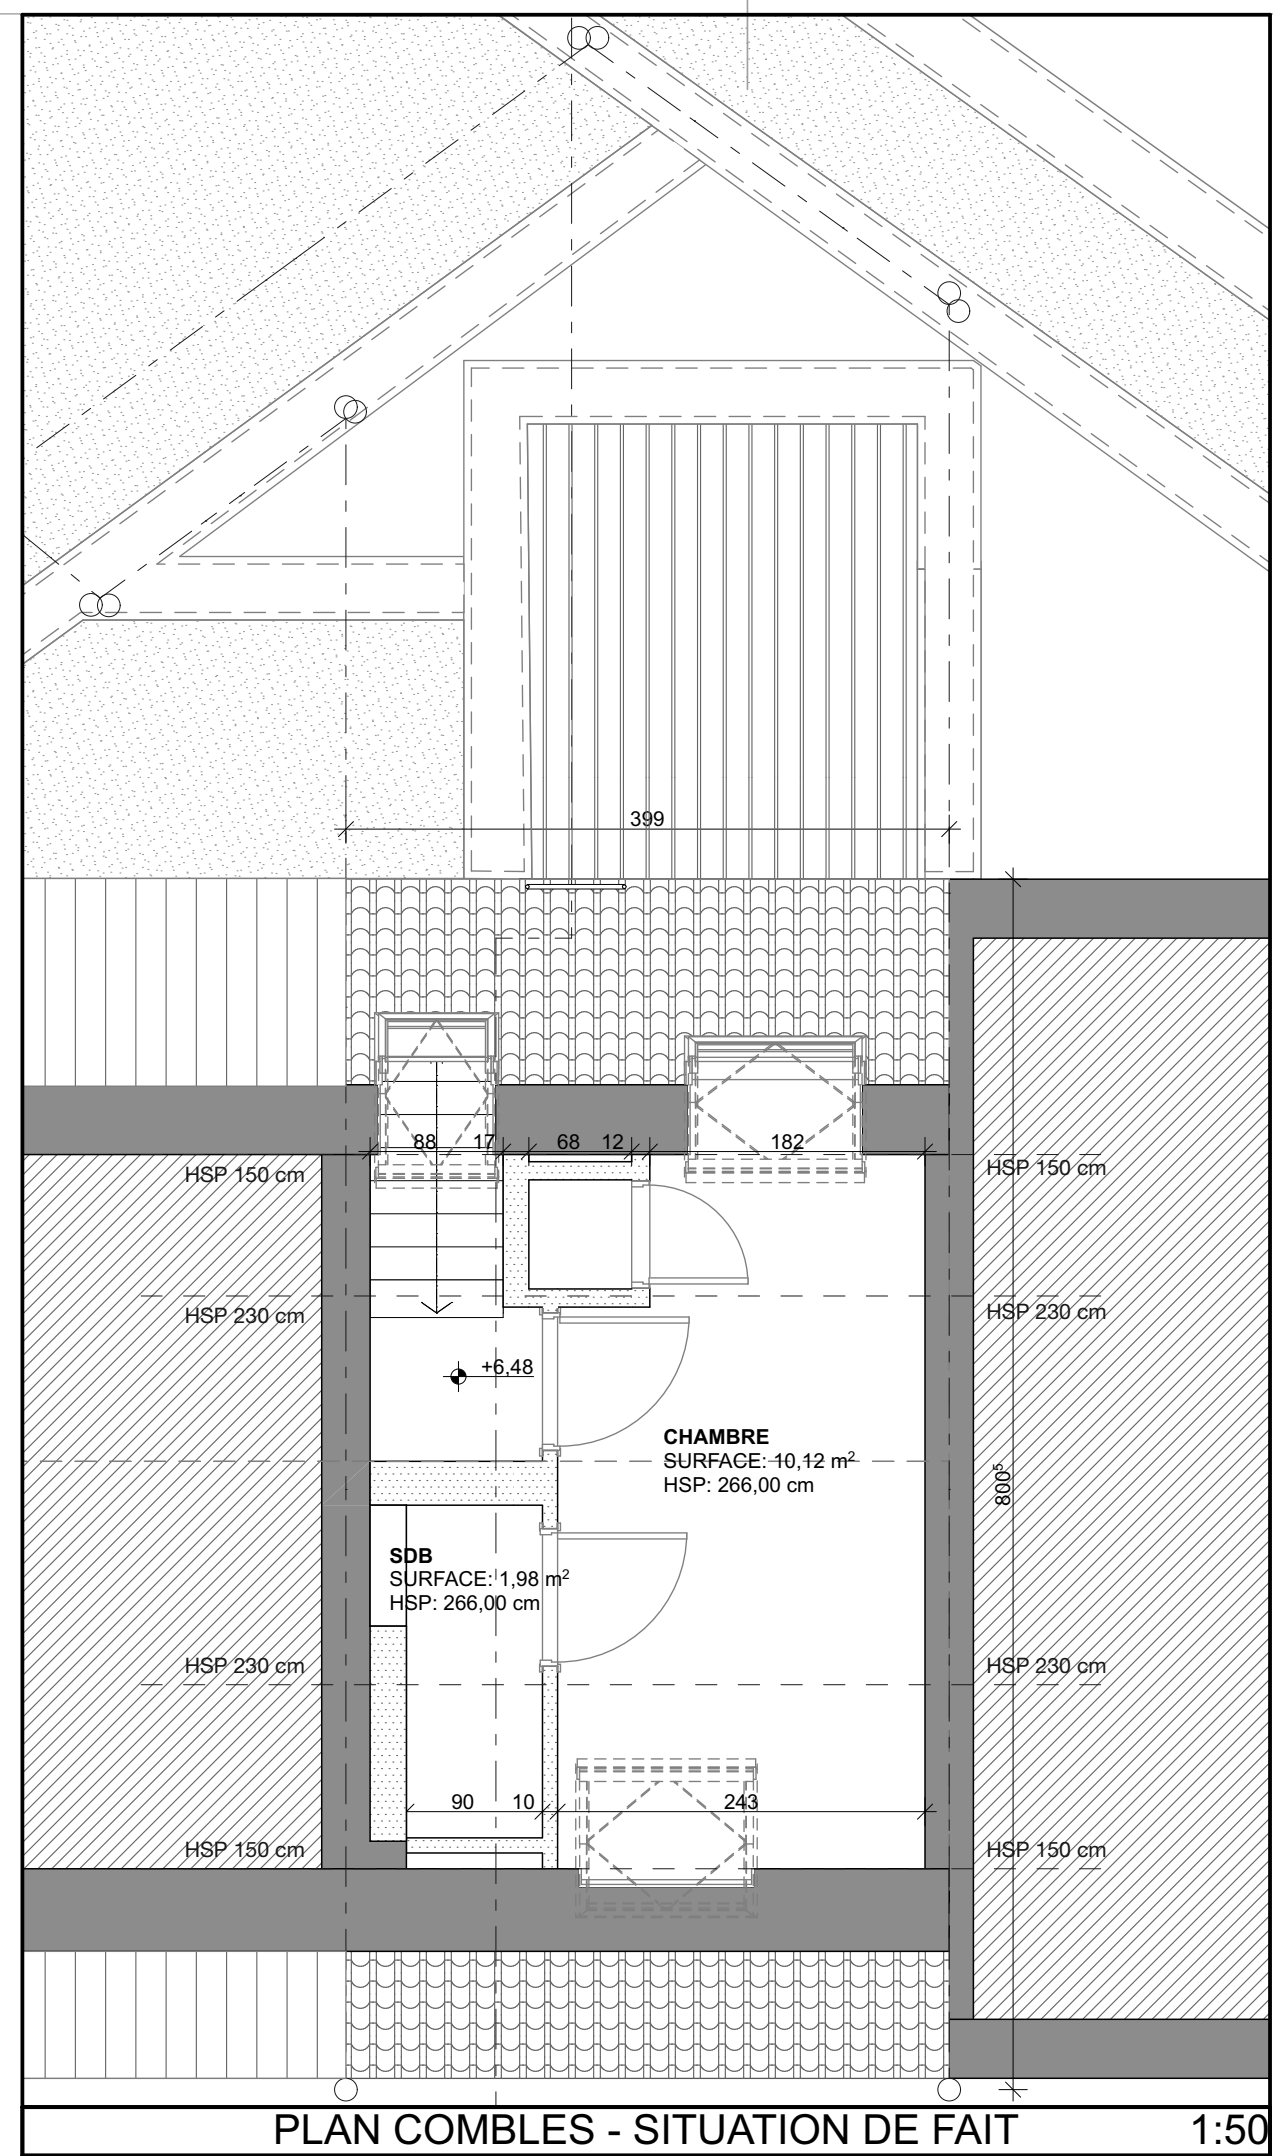 399
88 17 68 12 182
HSP 150 cm
HSP 150 cm
HSP 230 cm
HSP 230 cm
+6,48
CHAMBRE
SURFACE: 10,12 m²
HSP: 266,00 cm
800⁵
SDB
SURFACE: 1,98 m²
HSP: 266,00 cm
HSP 230 cm
HSP 230 cm
90 10 243
HSP 150 cm
HSP 150 cm
PLAN COMBLES - SITUATION DE FAIT 1:50